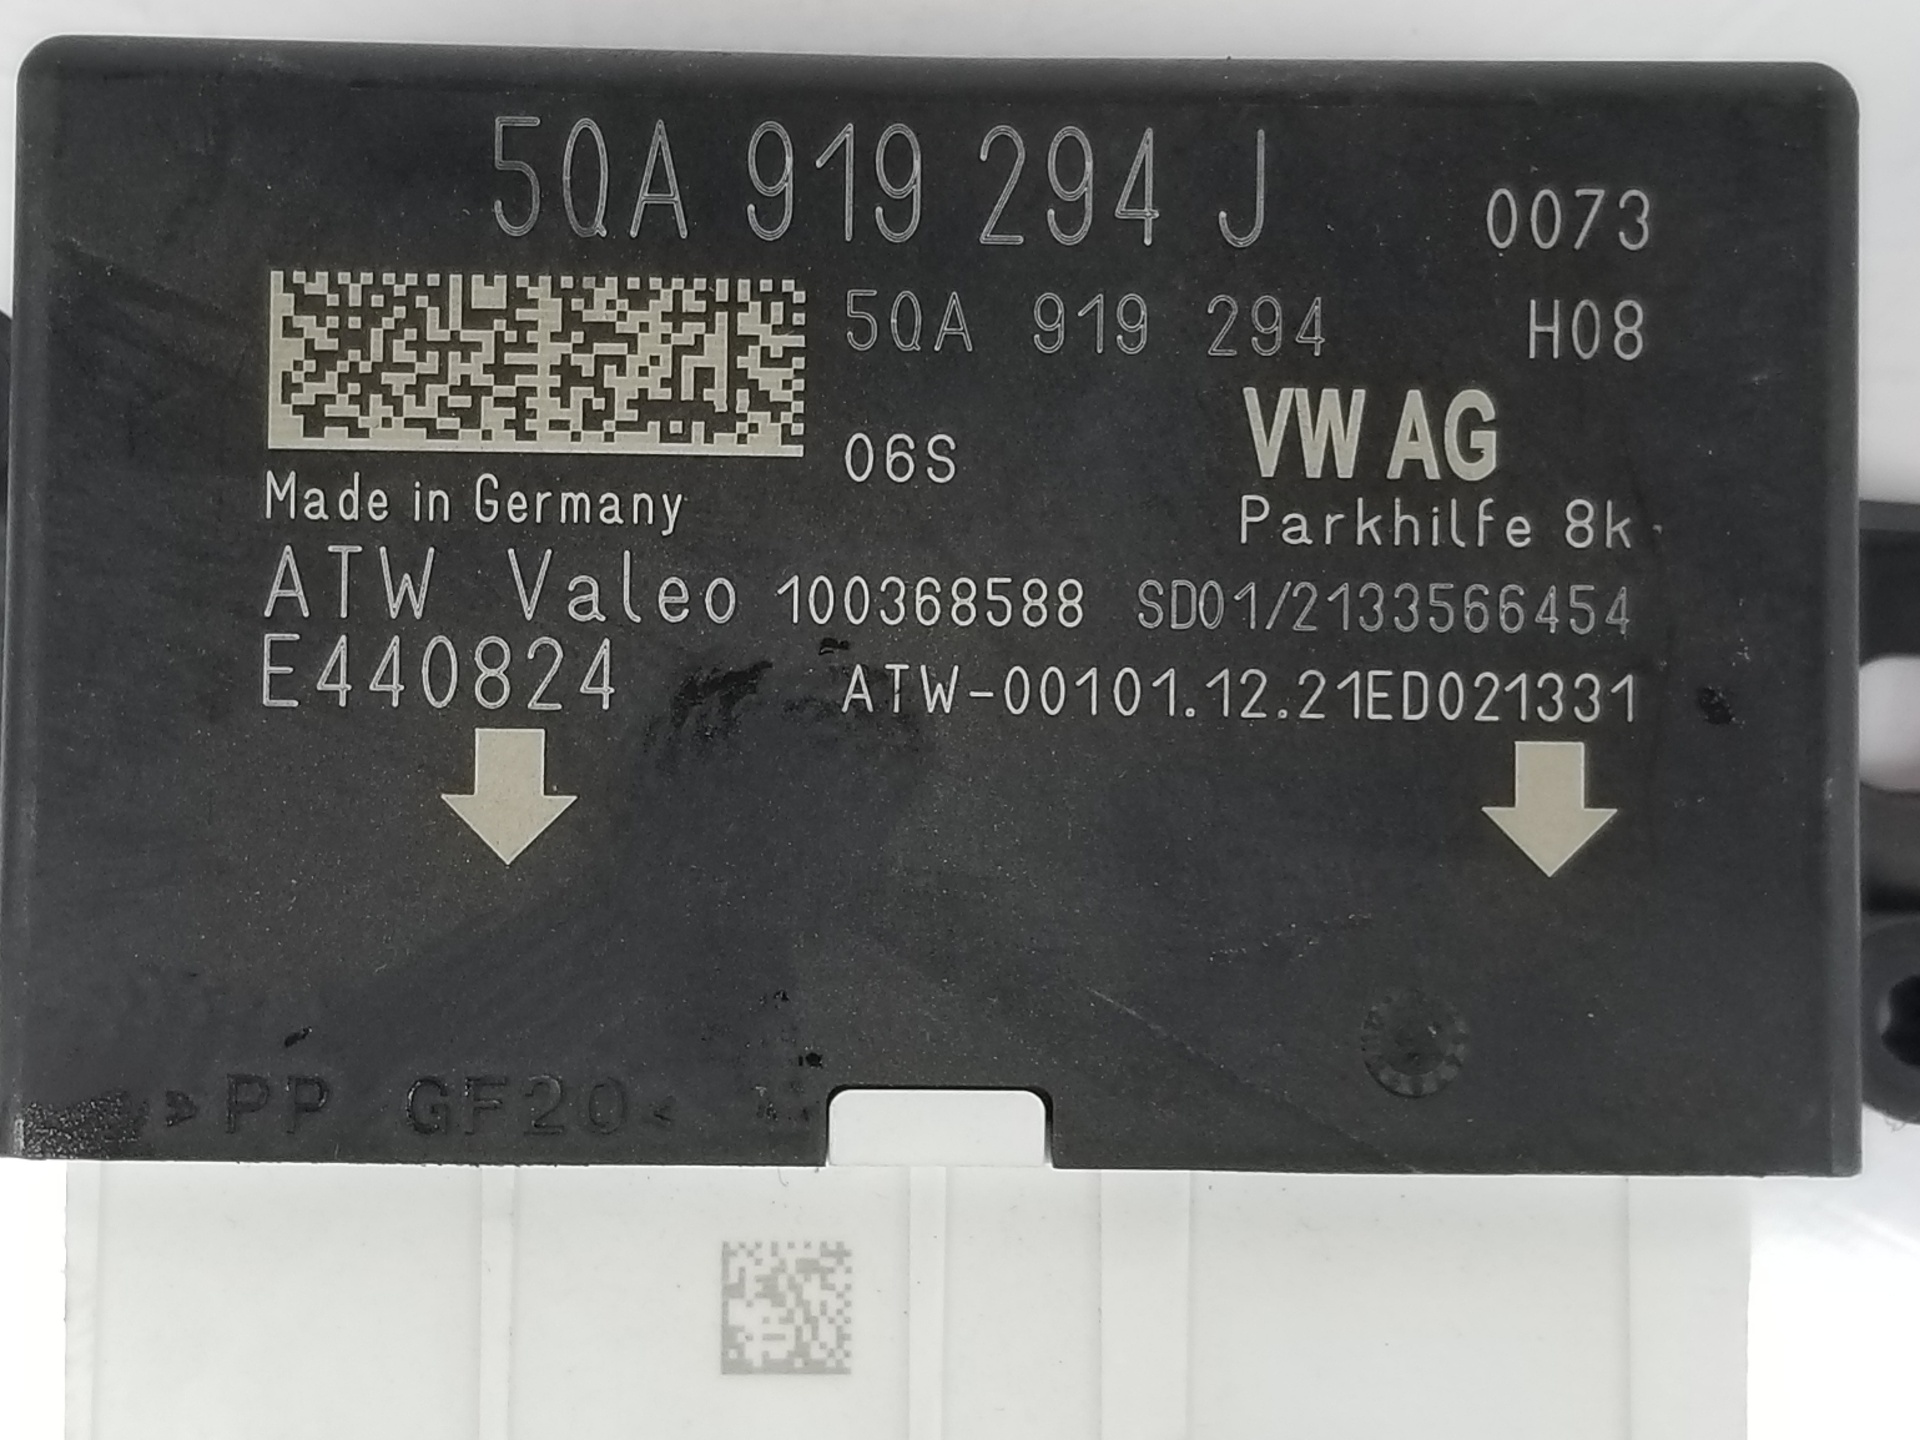 5QA 919 294 J 0073
5QA 919 294 H08
06S VW AG
Made in Germany Parkhilfe 8k
ATW Valeo 100368588 SD01/2133566454
E440824 ATW-00101.12.21ED021331
>PP GF20<